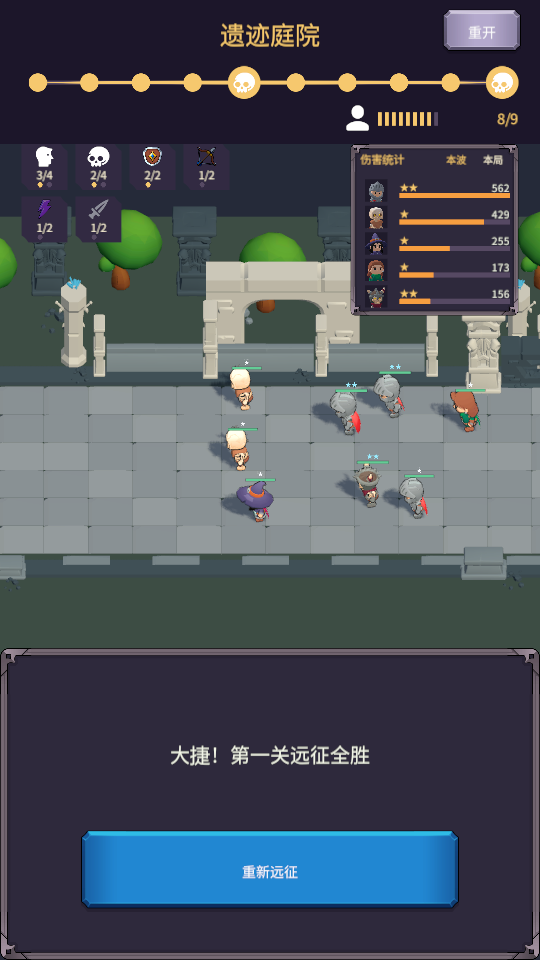 遗迹庭院
重开
8/9
3/4
2/4
2/2
1/2
伤害统计 本波 本局
562
429
255
173
156
1/2
1/2
大捷！第一关远征全胜
重新远征